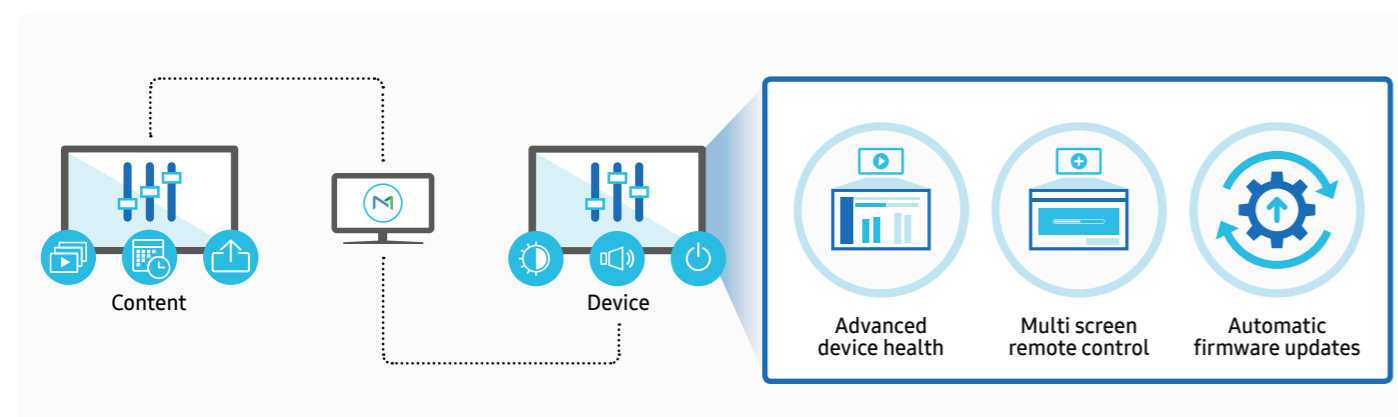 Content
Device
Advanced
device health
Multi screen
remote control
Automatic
firmware updates